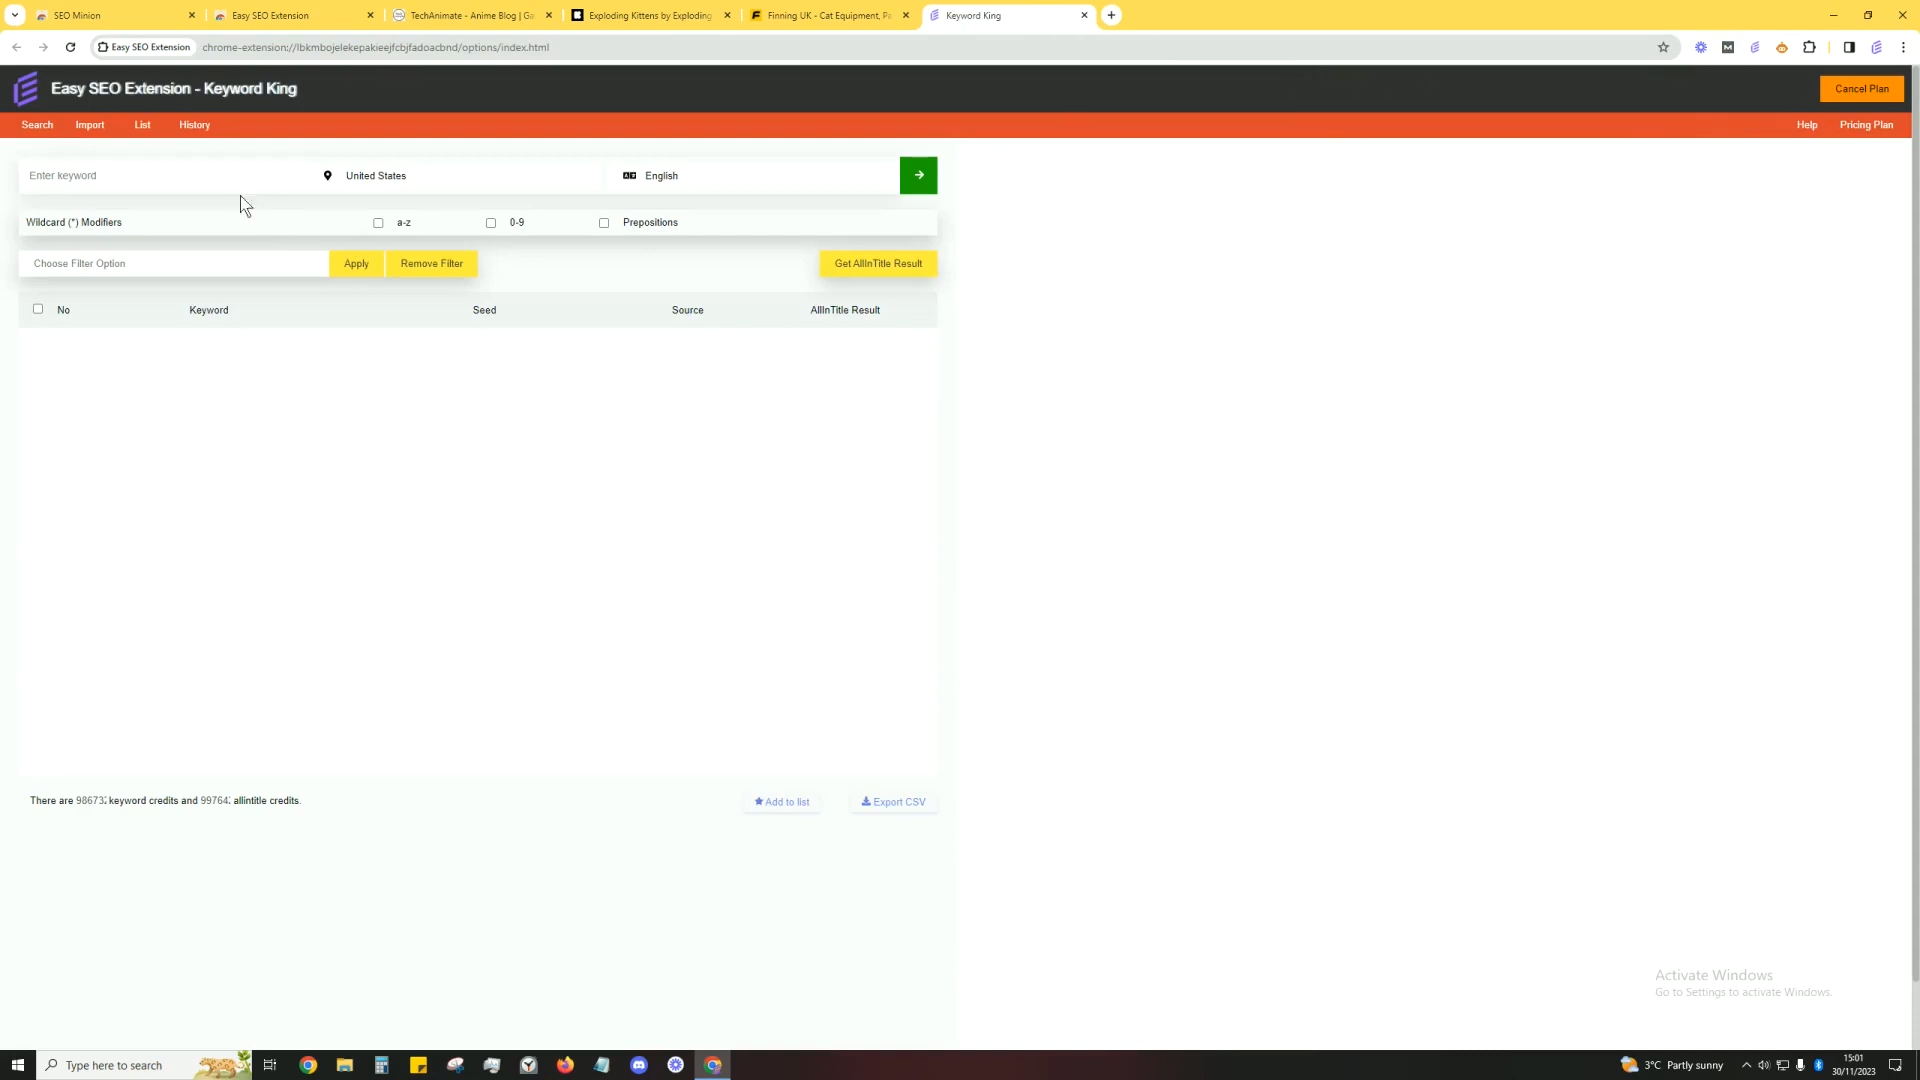 SEO Minion
Easy SEO Extension
TechAnimate - Anime Blog | Ga
Exploding Kittens by Exploding
Finning UK - Cat Equipment, Pa
Keyword King
Easy SEO Extension
chrome-extension://lbkmbojelekepakieejfcbjfadoacbnd/options/index.html
Easy SEO Extension - Keyword King
Cancel Plan
Search Import List History Help Pricing Plan
Enter keyword United States English
Wildcard (*) Modifiers a-z 0-9 Prepositions
Choose Filter Option Apply Remove Filter Get AllInTitle Result
No Keyword Seed Source AllInTitle Result
There are keyword credits and allintitle credits.
Add to list Export CSV
Activate Windows
Go to Settings to activate Windows.
Type here to search
3°C Partly sunny
15:01
30/11/2023